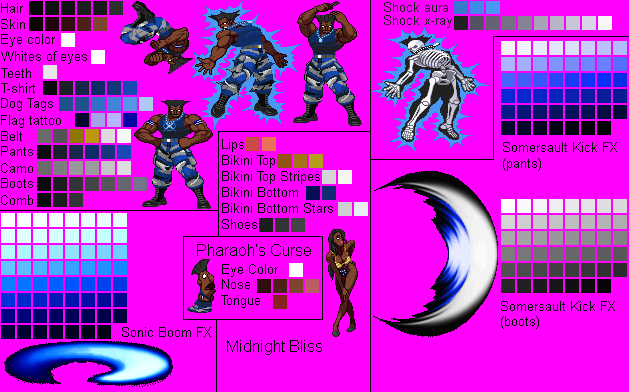 Hair
Skin
Eye color
Whites of eyes
Teeth
T-shirt
Dog Tags
Flag tattoo
Belt
Pants
Camo
Boots
Comb
Shock aura
Shock x-ray
Somersault Kick FX
(pants)
Lips
Bikini Top
Bikini Top Stripes
Bikini Bottom
Bikini Bottom Stars
Shoes
Pharaoh's Curse
Eye Color
Nose
Tongue
Midnight Bliss
Sonic Boom FX
Somersault Kick FX
(boots)